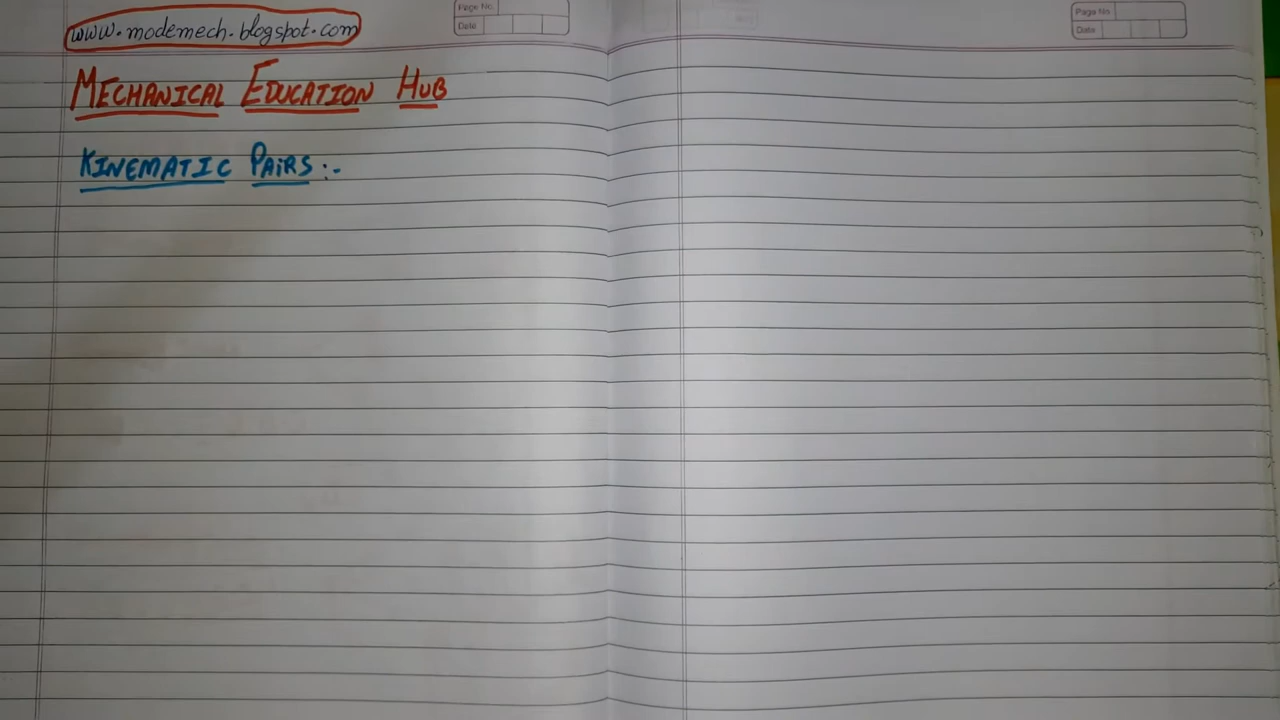 www.modemech.blogspot.com
Page No.
Date
Page No
Date
MECHANICAL EDUCATION HUB
KINEMATIC PAIRS :-